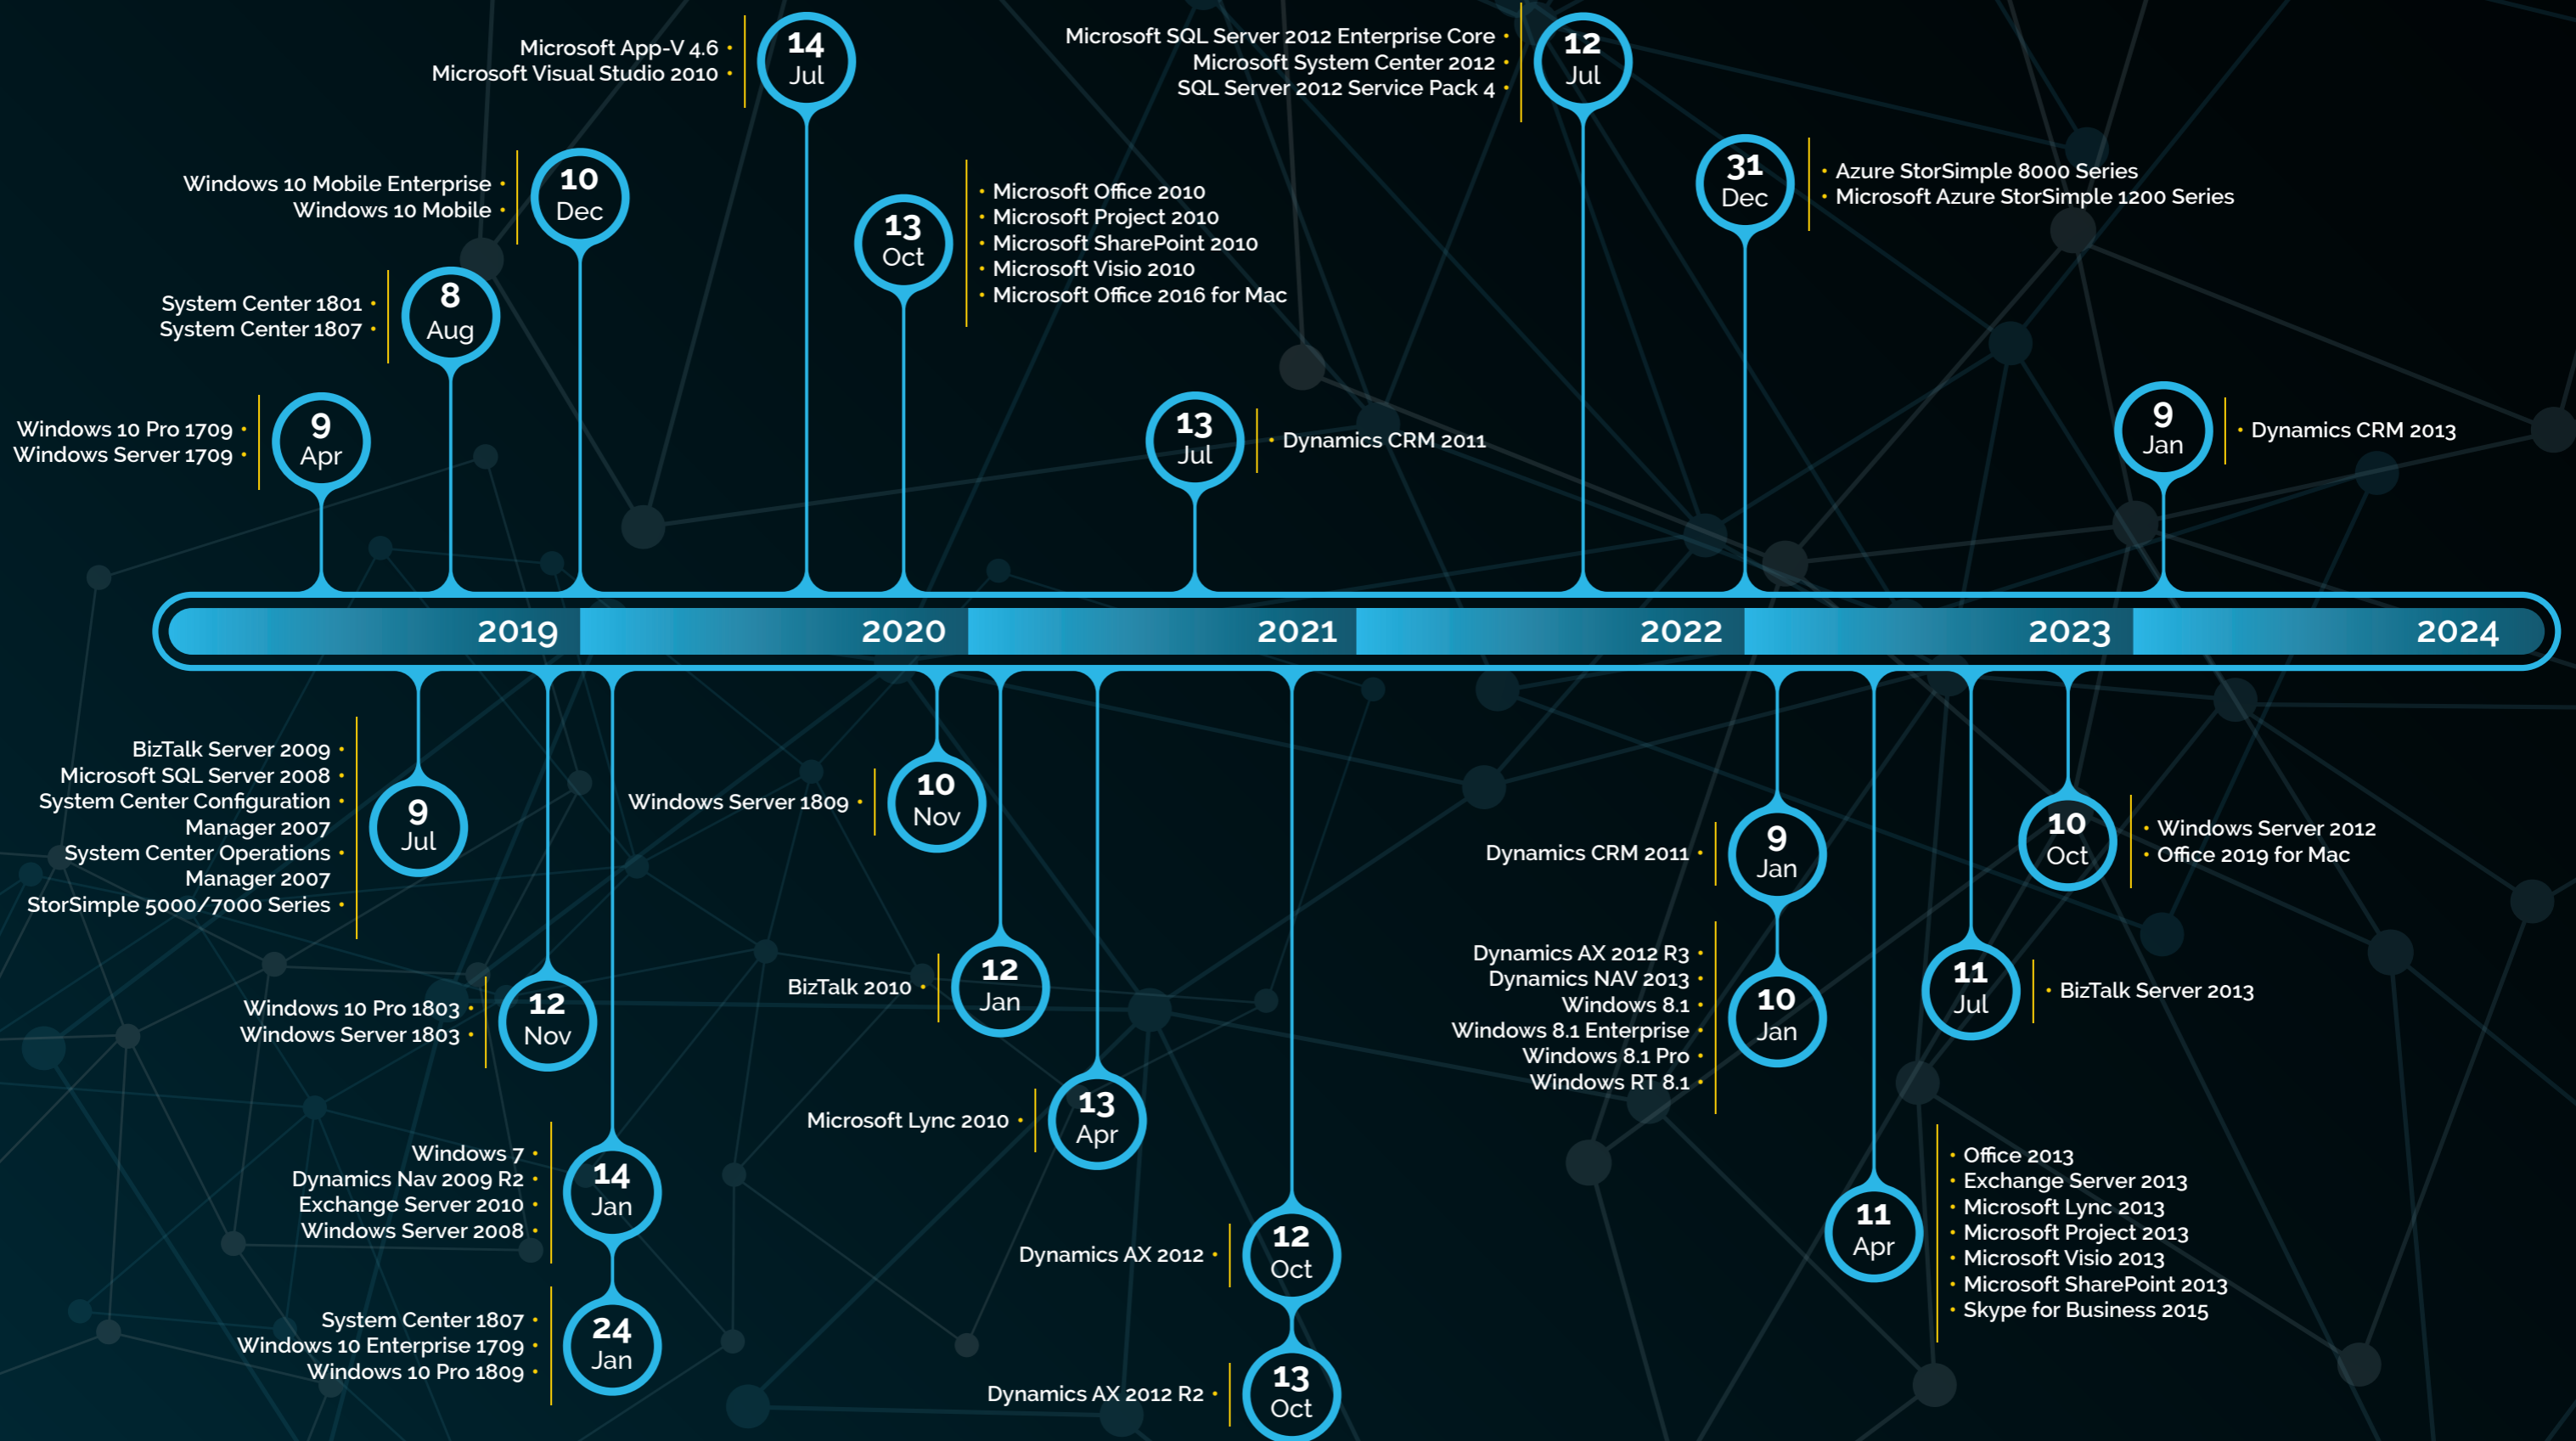 Microsoft App-V 4.6
Microsoft Visual Studio 2010
14
Jul
Microsoft SQL Server 2012 Enterprise Core
Microsoft System Center 2012
SQL Server 2012 Service Pack 4
12
Jul
Windows 10 Mobile Enterprise
Windows 10 Mobile
10
Dec
13
Oct
Microsoft Office 2010
Microsoft Project 2010
Microsoft SharePoint 2010
Microsoft Visio 2010
Microsoft Office 2016 for Mac
31
Dec
Azure StorSimple 8000 Series
Microsoft Azure StorSimple 1200 Series
System Center 1801
System Center 1807
8
Aug
Windows 10 Pro 1709
Windows Server 1709
9
Apr
13
Jul
Dynamics CRM 2011
9
Jan
Dynamics CRM 2013
2019
2020
2021
2022
2023
2024
BizTalk Server 2009
Microsoft SQL Server 2008
System Center Configuration
Manager 2007
System Center Operations
Manager 2007
StorSimple 5000/7000 Series
9
Jul
Windows Server 1809
10
Nov
Dynamics CRM 2011
9
Jan
10
Oct
Windows Server 2012
Office 2019 for Mac
Windows 10 Pro 1803
Windows Server 1803
12
Nov
BizTalk 2010
12
Jan
Dynamics AX 2012 R3
Dynamics NAV 2013
Windows 8.1
Windows 8.1 Enterprise
Windows 8.1 Pro
Windows RT 8.1
10
Jan
11
Jul
BizTalk Server 2013
Microsoft Lync 2010
13
Apr
Windows 7
Dynamics Nav 2009 R2
Exchange Server 2010
Windows Server 2008
14
Jan
Dynamics AX 2012
12
Oct
11
Apr
Office 2013
Exchange Server 2013
Microsoft Lync 2013
Microsoft Project 2013
Microsoft Visio 2013
Microsoft SharePoint 2013
Skype for Business 2015
System Center 1807
Windows 10 Enterprise 1709
Windows 10 Pro 1809
24
Jan
Dynamics AX 2012 R2
13
Oct